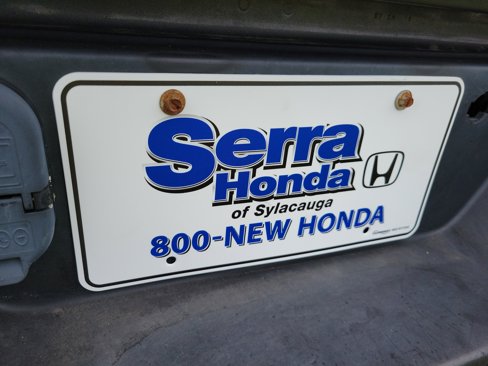 Serra
Honda
of Sylacauga
800-NEW HONDA